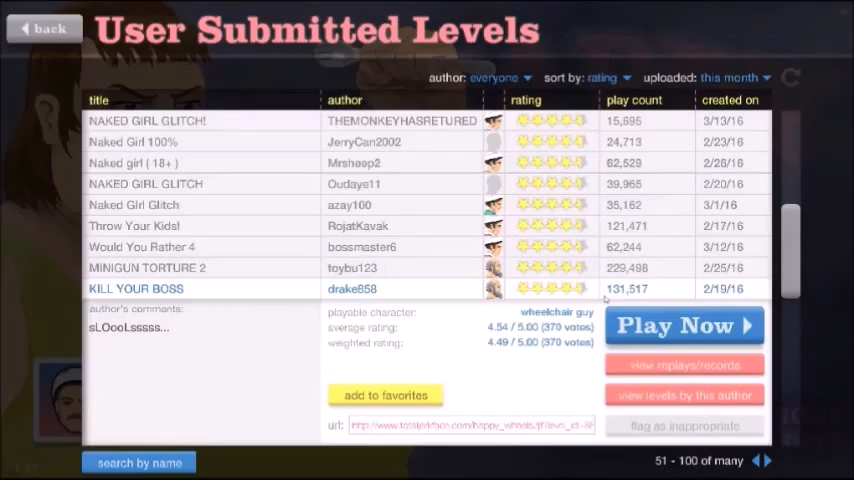 back
User Submitted Levels
author: everyone sort by: rating uploaded: this month
title author rating play count created on
NAKED GIRL GLITCH! THEMONKEYHASRETURED 15,695 3/13/16
Naked Girl 100% JerryCan2002 24,713 2/23/16
Naked girl ( 18+ ) Mrsheep2 62,529 2/28/16
NAKED GIRL GLITCH Oudaye11 39,965 2/20/16
Naked Girl Glitch azay100 35,162 3/1/16
Throw Your Kids! RojatKavak 121,471 2/17/16
Would You Rather 4 bossmaster6 62,244 3/12/16
MINIGUN TORTURE 2 toybu123 229,498 2/25/16
KILL YOUR BOSS drake858 131,517 2/19/16
author's comments:
sLOooLsssss...
playable character: wheelchair guy
average rating: 4.54 / 5.00 (370 votes)
weighted rating: 4.49 / 5.00 (370 votes)
Play Now
view replays/records
add to favorites
view levels by this author
url:
flag as inappropriate
search by name
51 - 100 of many